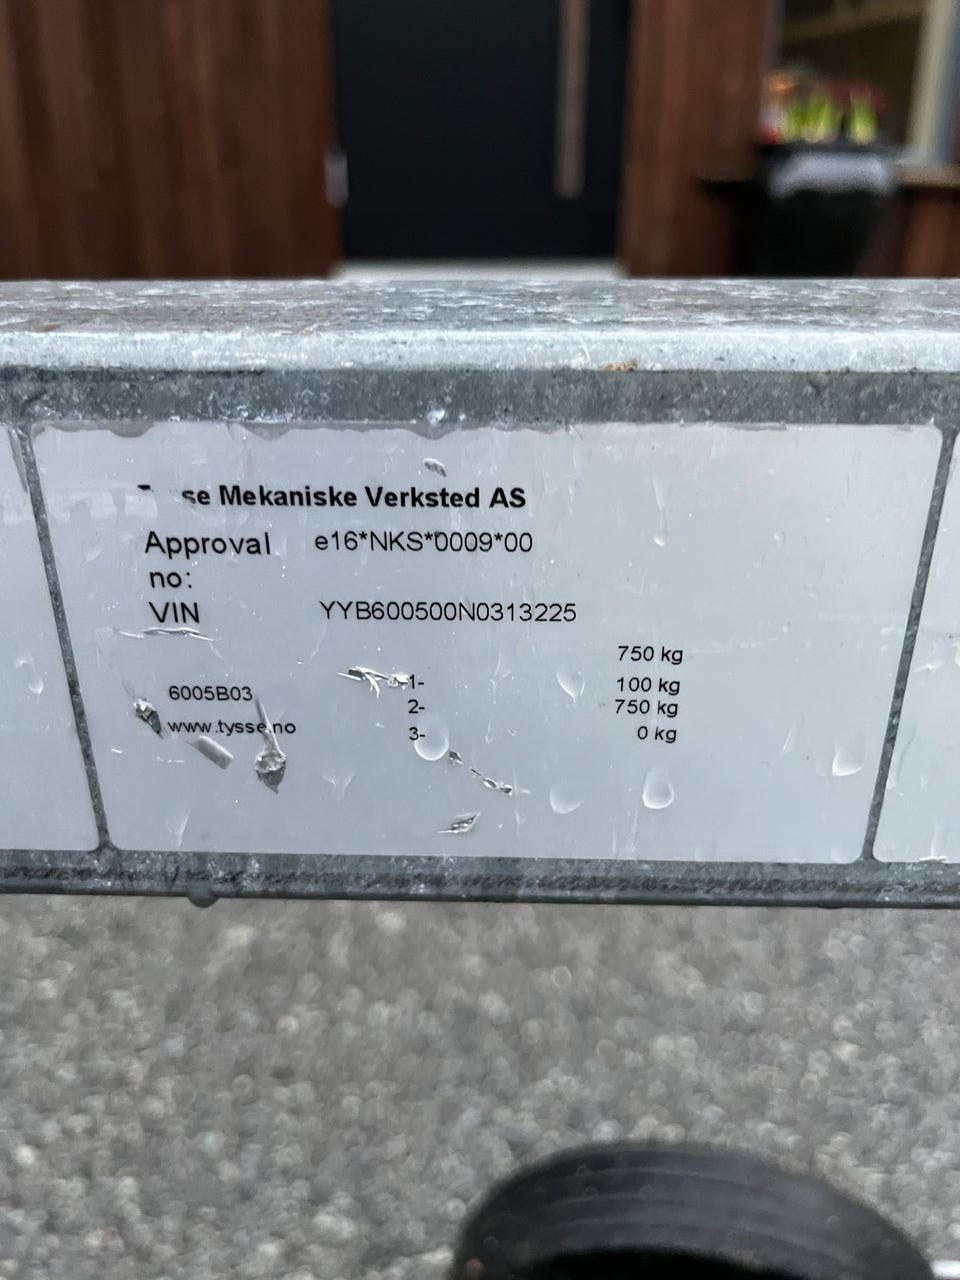 se Mekaniske Verksted AS
Approval no: e16*NKS*0009*00
VIN YYB600500N0313225
750 kg
1- 100 kg
6005B03
2- 750 kg
www.tysse.no
3- 0 kg